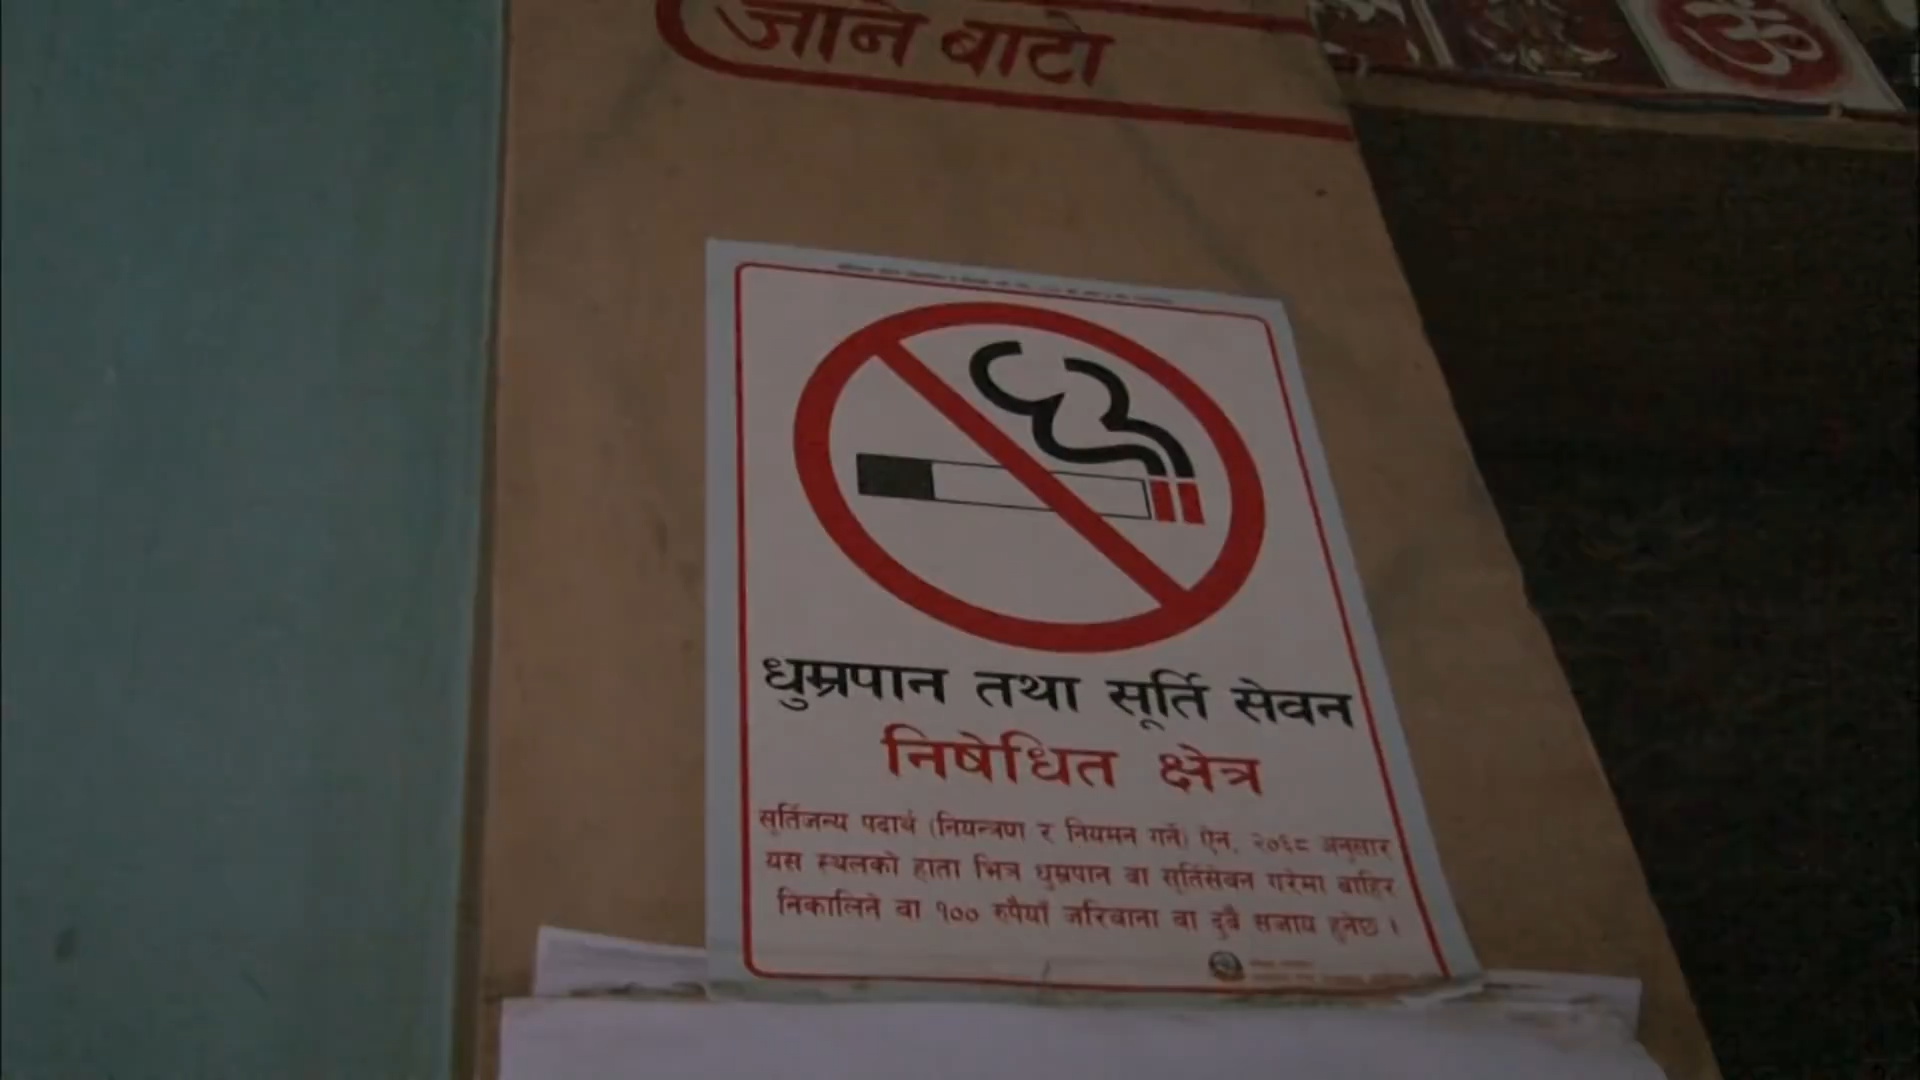 जाने बाटो
ॐ
धुम्रपान तथा सूर्ति सेवन
निषेधित क्षेत्र
सूर्तिजन्य पदार्थ (नियन्त्रण र नियमन गर्ने) ऐन, २०६८ अनुसार
यस स्थलको हाता भित्र धुम्रपान वा सूर्तिसेवन गरेमा बाहिर
निकालिने वा १०० रुपैयाँ जरिवाना वा दुबै सजाय हुनेछ ।